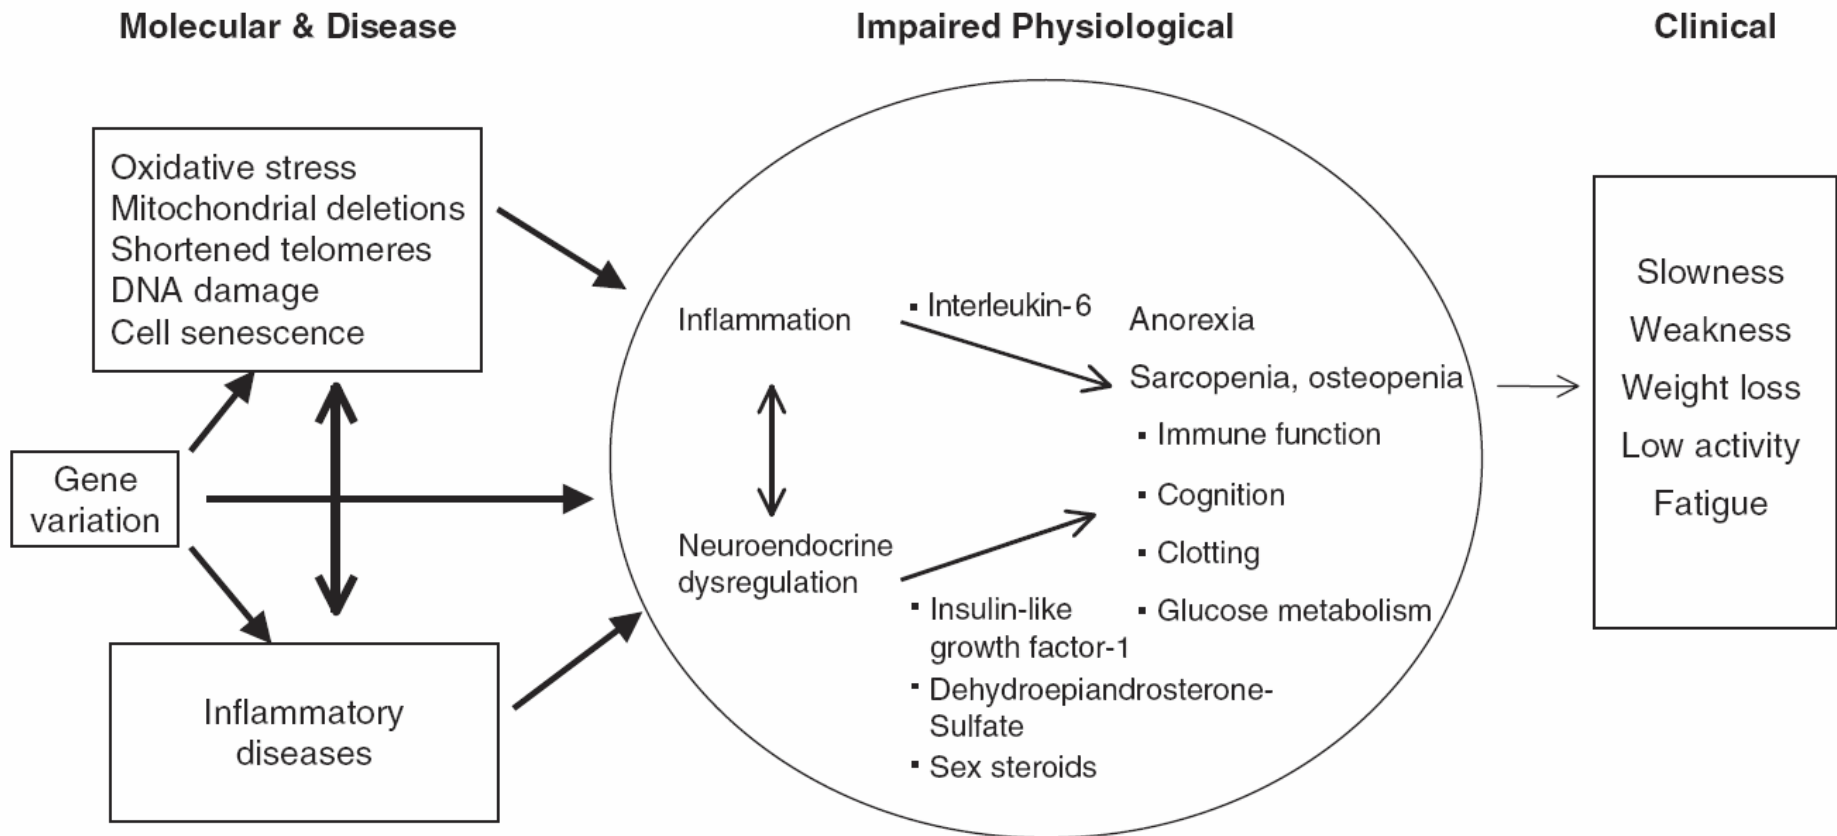 Molecular & Disease
Impaired Physiological
Clinical
Oxidative stress
Mitochondrial deletions
Shortened telomeres
DNA damage
Cell senescence
Gene
variation
Inflammatory
diseases
Inflammation
▪ Interleukin-6
Neuroendocrine
dysregulation
▪ Insulin-like
growth factor-1
▪ Dehydroepiandrosterone-
Sulfate
▪ Sex steroids
Anorexia
Sarcopenia, osteopenia
▪ Immune function
▪ Cognition
▪ Clotting
▪ Glucose metabolism
Slowness
Weakness
Weight loss
Low activity
Fatigue